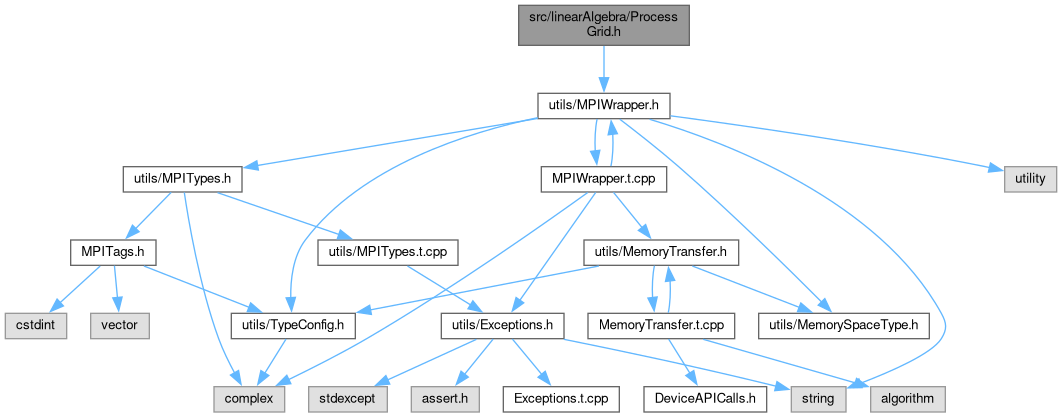 src/linearAlgebra/Process
Grid.h
utils/MPIWrapper.h
utils/MPITypes.h
MPIWrapper.t.cpp
utility
MPITags.h
utils/MPITypes.t.cpp
utils/MemoryTransfer.h
cstdint
vector
utils/TypeConfig.h
utils/Exceptions.h
MemoryTransfer.t.cpp
utils/MemorySpaceType.h
complex
stdexcept
assert.h
Exceptions.t.cpp
DeviceAPICalls.h
string
algorithm